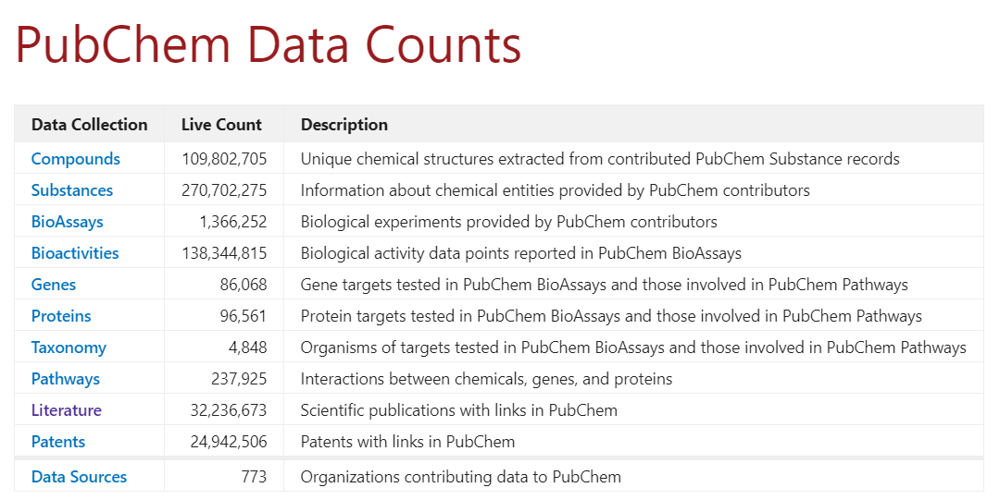 PubChem Data Counts
Data Collection Live Count Description
Compounds 109,802,705 Unique chemical structures extracted from contributed PubChem Substance records
Substances 270,702,275 Information about chemical entities provided by PubChem contributors
BioAssays 1,366,252 Biological experiments provided by PubChem contributors
Bioactivities 138,344,815 Biological activity data points reported in PubChem BioAssays
Genes 86,068 Gene targets tested in PubChem BioAssays and those involved in PubChem Pathways
Proteins 96,561 Protein targets tested in PubChem BioAssays and those involved in PubChem Pathways
Taxonomy 4,848 Organisms of targets tested in PubChem BioAssays and those involved in PubChem Pathways
Pathways 237,925 Interactions between chemicals, genes, and proteins
Literature 32,236,673 Scientific publications with links in PubChem
Patents 24,942,506 Patents with links in PubChem
Data Sources 773 Organizations contributing data to PubChem